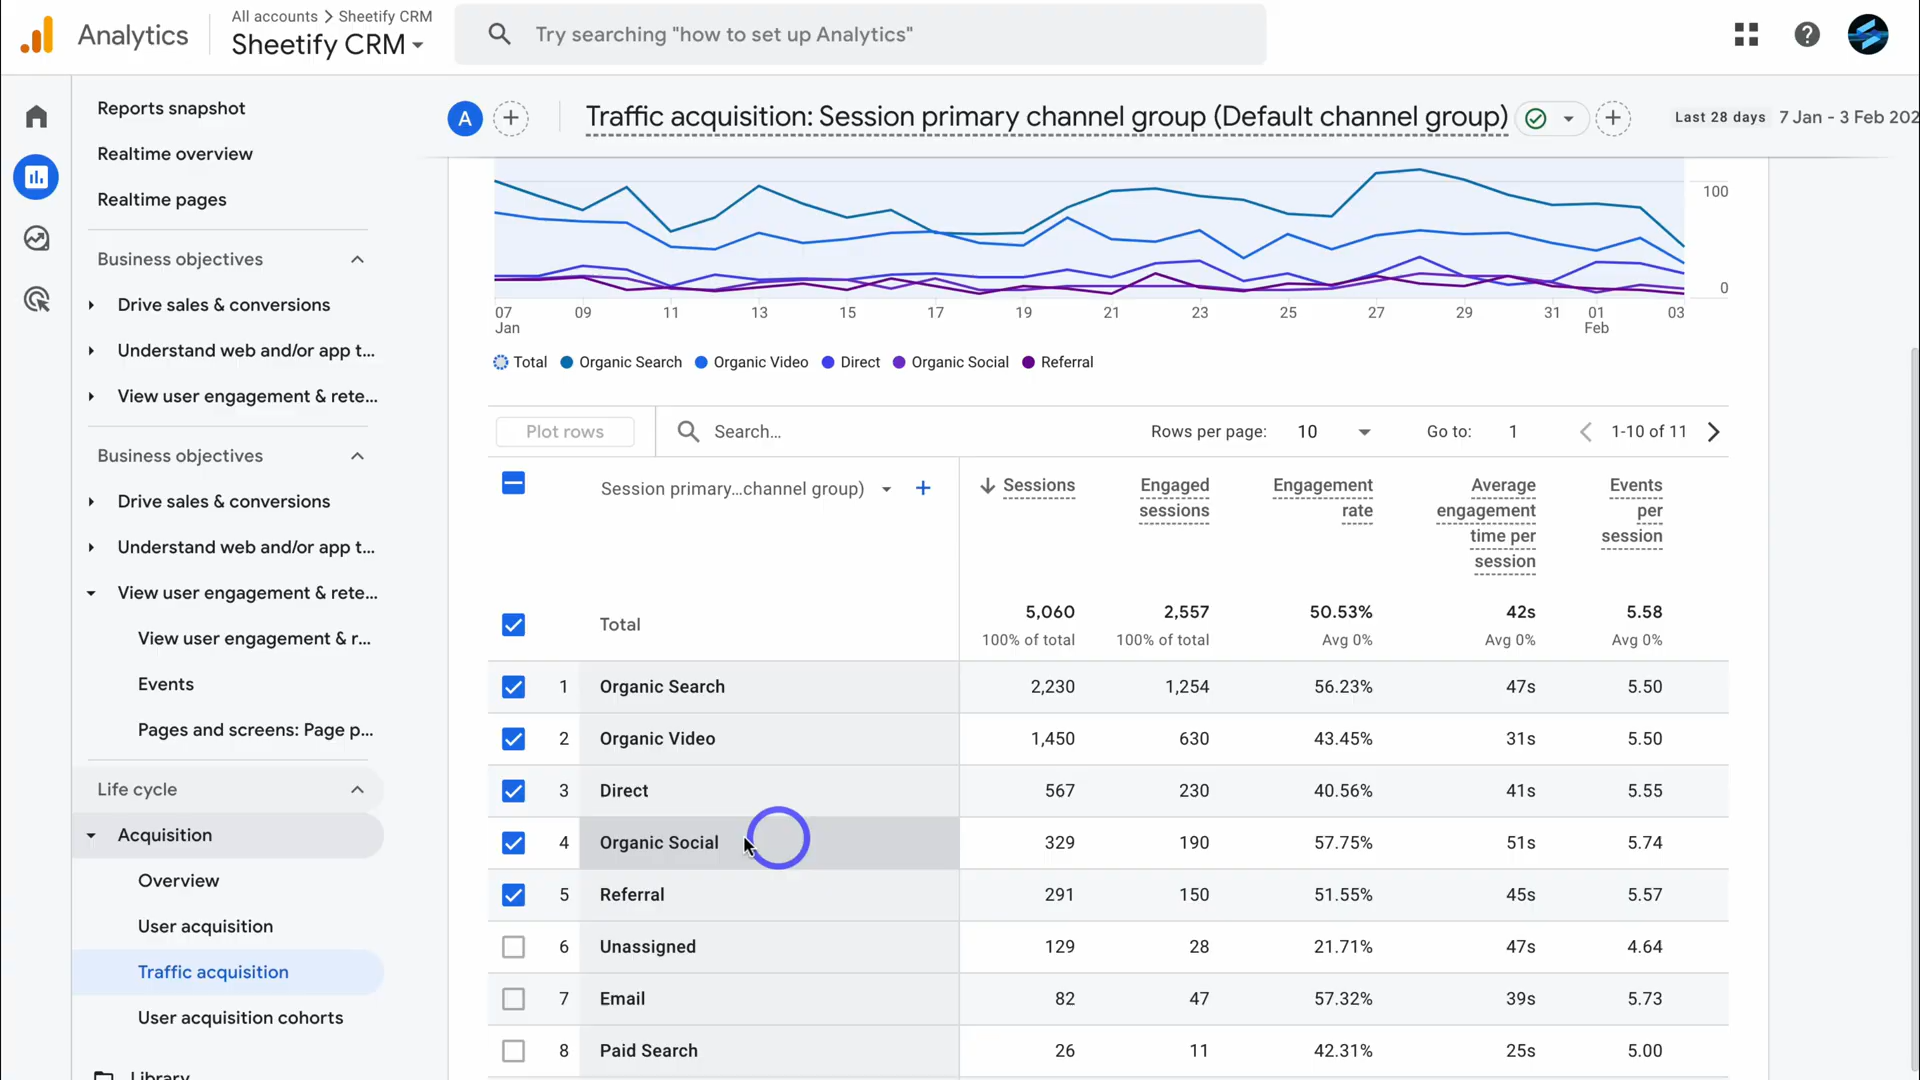 Analytics
All accounts > Sheetify CRM
Sheetify CRM
Try searching "how to set up Analytics"
Reports snapshot
Realtime overview
Realtime pages
Business objectives
Drive sales & conversions
Understand web and/or app t...
View user engagement & rete...
Business objectives
Drive sales & conversions
Understand web and/or app t...
View user engagement & rete...
View user engagement & r...
Events
Pages and screens: Page p...
Life cycle
Acquisition
Overview
User acquisition
Traffic acquisition
User acquisition cohorts
Library
A
Traffic acquisition: Session primary channel group (Default channel group)
Last 28 days 7 Jan - 3 Feb 202
100
0
07 09 11 13 15 17 19 21 23 25 27 29 31 01 03
Jan Feb
Total Organic Search Organic Video Direct Organic Social Referral
Plot rows Search... Rows per page: 10 Go to: 1 1-10 of 11
Session primary...channel group) +
Sessions
Engaged
sessions
Engagement
rate
Average
engagement
time per
session
Events
per
session
Total 5,060 2,557 50.53% 42s 5.58
100% of total 100% of total Avg 0% Avg 0% Avg 0%
1 Organic Search 2,230 1,254 56.23% 47s 5.50
2 Organic Video 1,450 630 43.45% 31s 5.50
3 Direct 567 230 40.56% 41s 5.55
4 Organic Social 329 190 57.75% 51s 5.74
5 Referral 291 150 51.55% 45s 5.57
6 Unassigned 129 28 21.71% 47s 4.64
7 Email 82 47 57.32% 39s 5.73
8 Paid Search 26 11 42.31% 25s 5.00